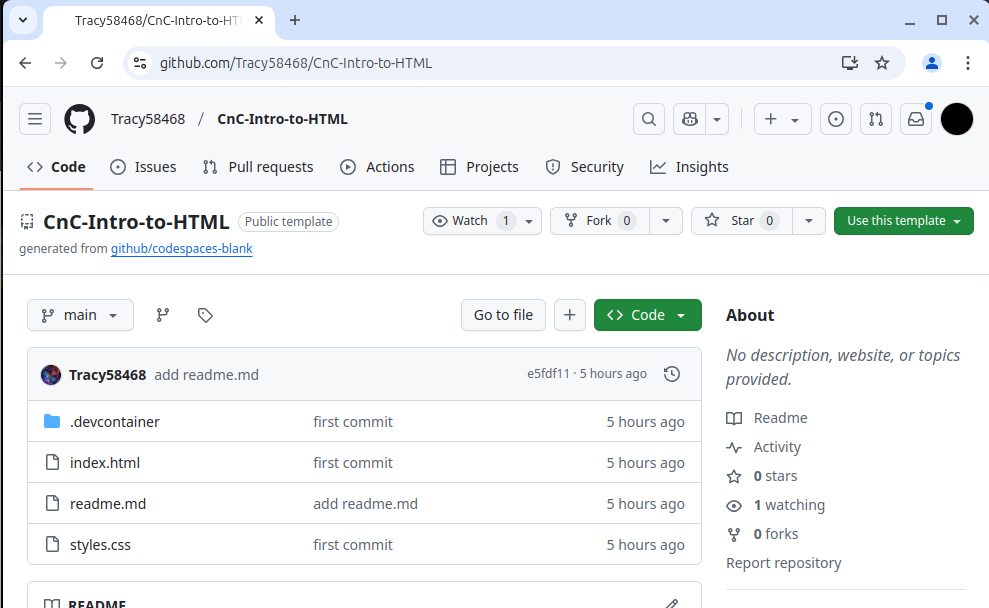 Tracy58468/CnC-Intro-to-HT
github.com/Tracy58468/CnC-Intro-to-HTML
Tracy58468 / CnC-Intro-to-HTML
Code Issues Pull requests Actions Projects Security Insights
CnC-Intro-to-HTML Public template Watch 1 Fork 0 Star 0 Use this template
generated from github/codespaces-blank
main Go to file + Code
Tracy58468 add readme.md e5fdf11 · 5 hours ago
.devcontainer first commit 5 hours ago
index.html first commit 5 hours ago
readme.md add readme.md 5 hours ago
styles.css first commit 5 hours ago
README
About
No description, website, or topics
provided.
Readme
Activity
0 stars
1 watching
0 forks
Report repository